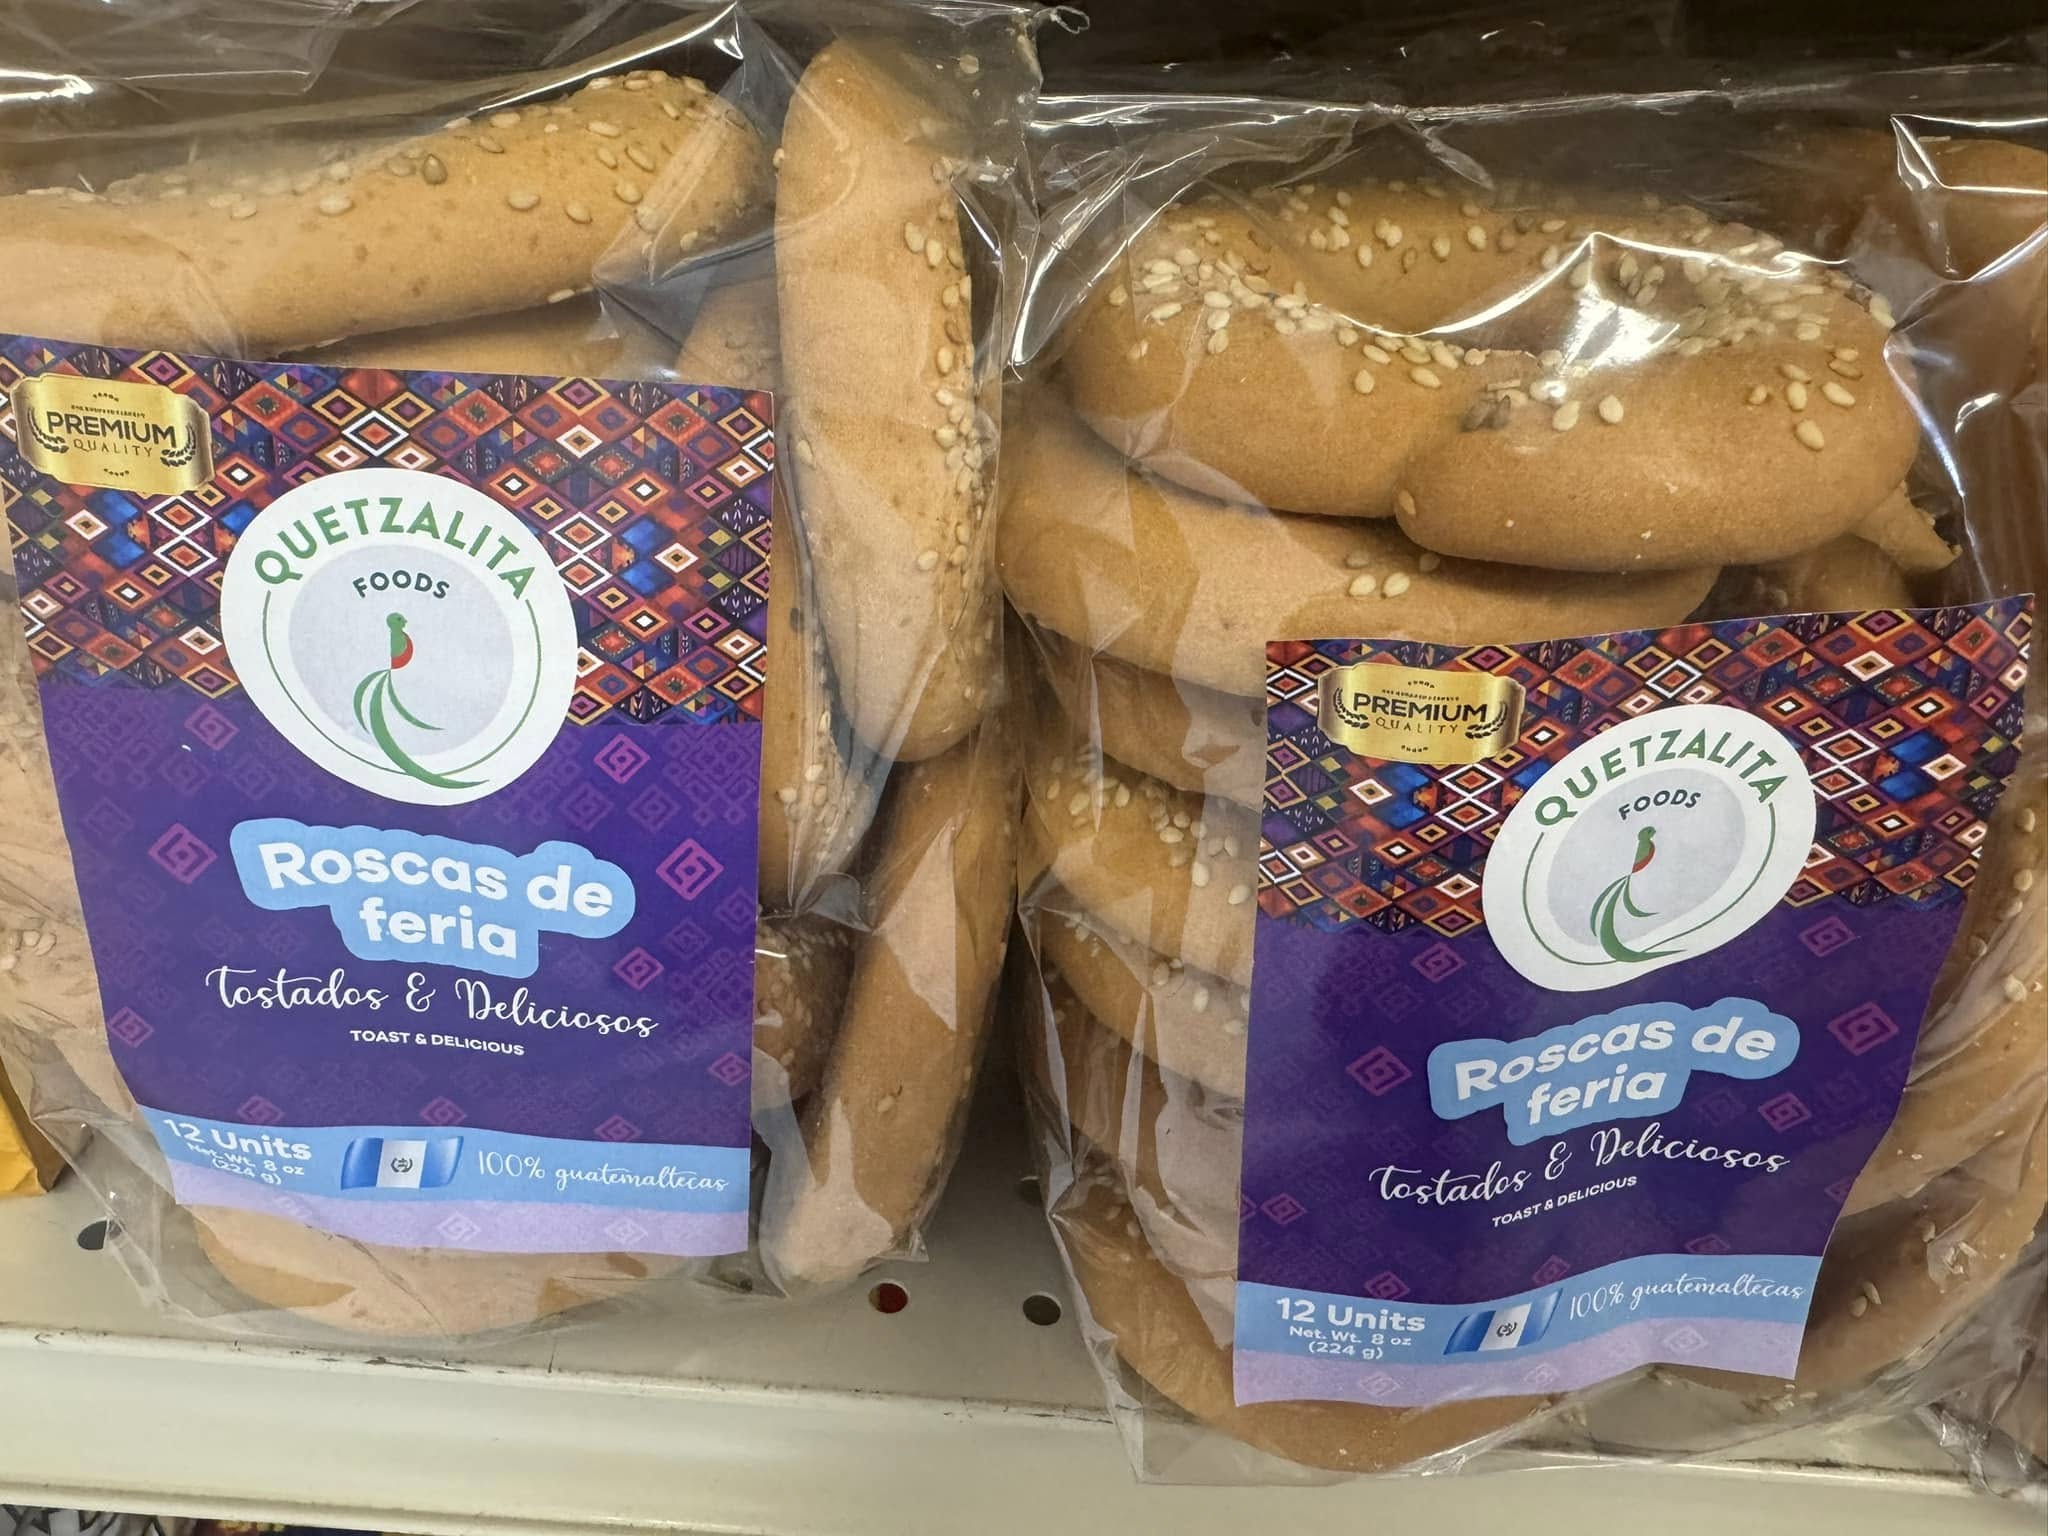 PREMIUM
QUALITY
QUETZALITA
FOODS
Roscas de
feria
Tostados & Deliciosos
TOAST & DELICIOUS
12 Units
Net. Wt. 8 oz
(224 g)
100% guatemaltecas
PREMIUM
QUALITY
QUETZALITA
FOODS
Roscas de
feria
Tostados & Deliciosos
TOAST & DELICIOUS
12 Units
Net. Wt. 8 oz
(224 g)
100% guatemaltecas